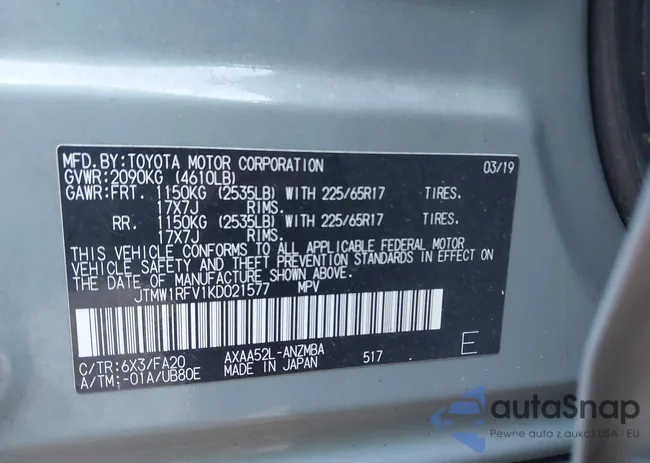 MFD.BY:TOYOTA MOTOR CORPORATION 03/19
GVWR:2090KG (4610LB)
GAWR:FRT. 1150KG (2535LB) WITH 225/65R17 TIRES.
17X7J RIMS.
RR. 1150KG (2535LB) WITH 225/65R17 TIRES.
17X7J RIMS.
THIS VEHICLE CONFORMS TO ALL APPLICABLE FEDERAL MOTOR
VEHICLE SAFETY AND THEFT PREVENTION STANDARDS IN EFFECT ON
THE DATE OF MANUFACTURE SHOWN ABOVE.
JTMW1RFV1KD021577 MPV
C/TR:6X3/FA20 AXAA52L-ANZMBA 517 E
A/TM:-01A/UB80E MADE IN JAPAN
autaSnap
Pewne auta z aukcji USA i EU